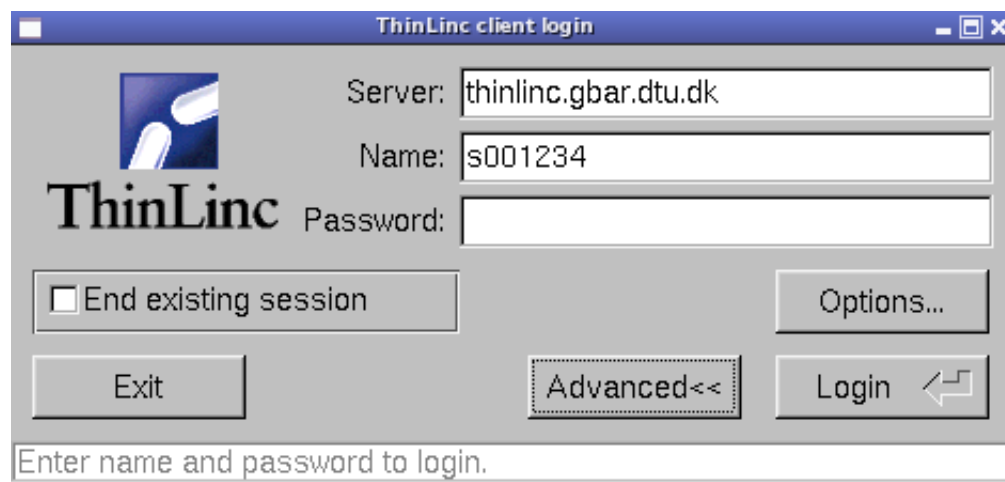 ThinLinc client login
Server: thinlinc.gbar.dtu.dk
Name: s001234
ThinLinc
Password:
End existing session
Options...
Exit
Advanced<<
Login
Enter name and password to login.